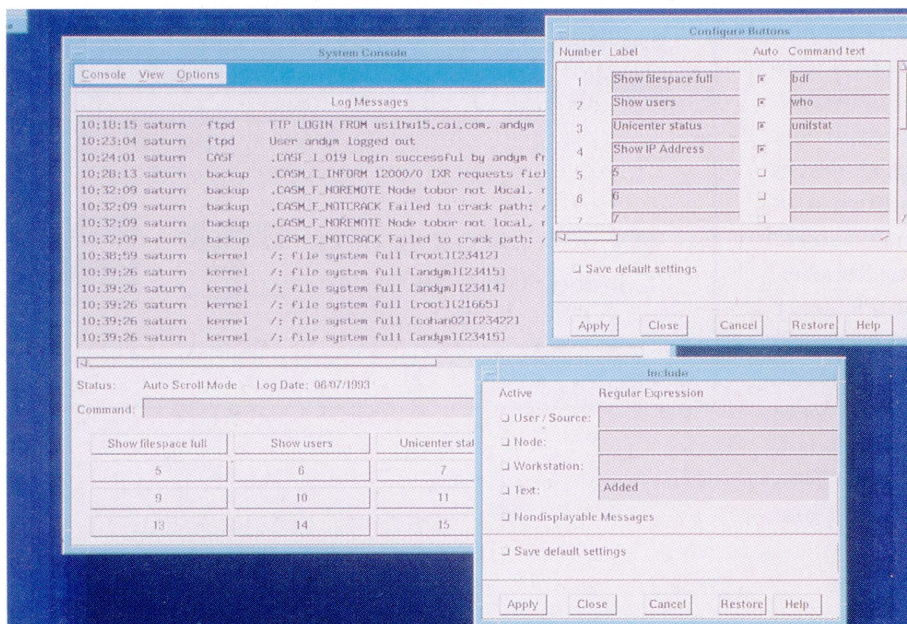 System Console
Console View Options
Log Messages
10:18:15 saturn ftpd FTP LOGIN FROM usilhu15.cai.com, andym
10:23:04 saturn ftpd User andym logged out
10:24:01 saturn CASF ,CASF_I_019 Login successful by andym fr
10:28:13 saturn backup ,CASM_I_INFORM 12000/0 IXR requests fiel
10:32:09 saturn backup ,CASM_F_NOREMOTE Node tobor not local, r
10:32:09 saturn backup ,CASM_F_NOTCRACK Failed to crack path: /
10:32:09 saturn backup ,CASM_F_NOREMOTE Node tobor not local, r
10:32:09 saturn backup ,CASM_F_NOTCRACK Failed to crack path: /
10:38:59 saturn kernel /: file system full [root][23412]
10:39:26 saturn kernel /: file system full [andym][23415]
10:39:26 saturn kernel /: file system full [andym][23414]
10:39:26 saturn kernel /: file system full [root][21665]
10:39:26 saturn kernel /: file system full [cohan02][23422]
10:39:26 saturn kernel /: file system full [andym][23415]
Status: Auto Scroll Mode Log Date: 06/07/1993
Command:
Show filespace full Show users Unicenter stat
5 6 7
9 10 11
13 14 15
Configure Buttons
Number Label Auto Command text
1 Show filespace full bdf
2 Show users who
3 Unicenter status unifstat
4 Show IP Address
5 5
6 6
7 7
Save default settings
Apply Close Cancel Restore Help
Include
Active Regular Expression
User / Source:
Node:
Workstation:
Text: Added
Nondisplayable Messages
Save default settings
Apply Close Cancel Restore Help